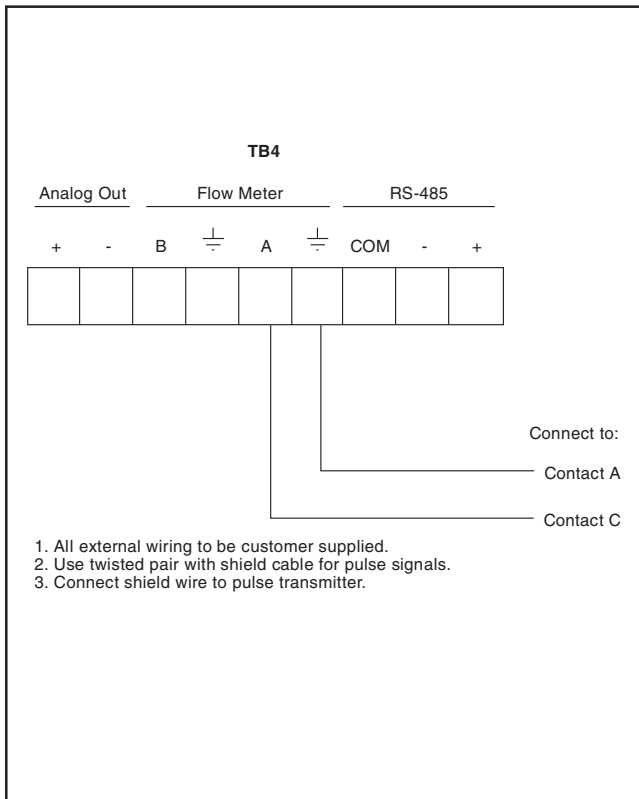 TB4
Analog Out Flow Meter RS-485
+ - B A COM - +
Connect to:
Contact A
Contact C
1. All external wiring to be customer supplied.
2. Use twisted pair with shield cable for pulse signals.
3. Connect shield wire to pulse transmitter.